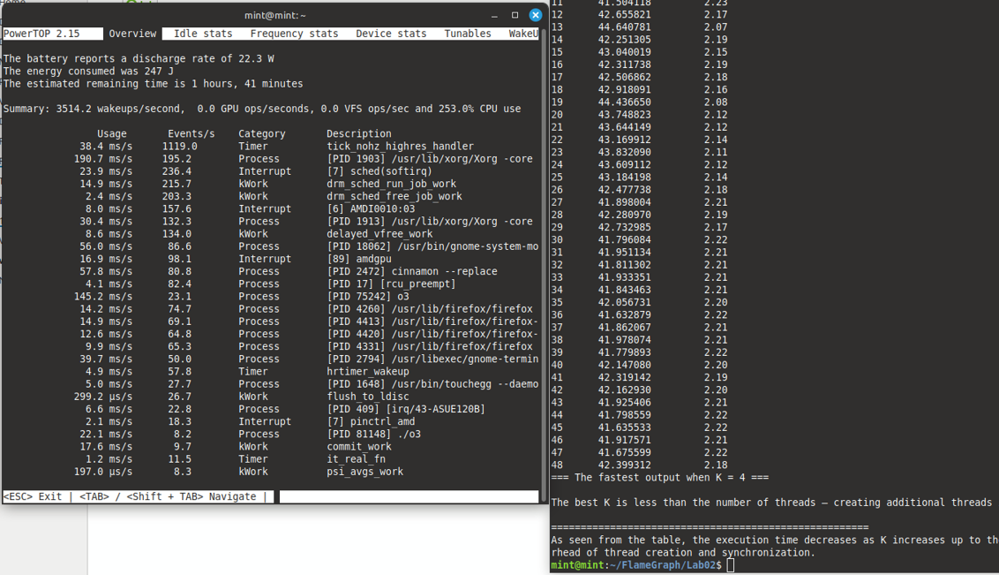 mint@mint: ~
PowerTOP 2.15 Overview Idle stats Frequency stats Device stats Tunables WakeU
The battery reports a discharge rate of 22.3 W
The energy consumed was 247 J
The estimated remaining time is 1 hours, 41 minutes
Summary: 3514.2 wakeups/second, 0.0 GPU ops/seconds, 0.0 VFS ops/sec and 253.0% CPU use
Usage Events/s Category Description
38.4 ms/s 1119.0 Timer tick_nohz_highres_handler
190.7 ms/s 195.2 Process [PID 1903] /usr/lib/xorg/Xorg -core
23.9 ms/s 236.4 Interrupt [7] sched(softirq)
14.9 ms/s 215.7 kWork drm_sched_run_job_work
2.4 ms/s 203.3 kWork drm_sched_free_job_work
8.0 ms/s 157.6 Interrupt [6] AMDI0010:03
30.4 ms/s 132.3 Process [PID 1913] /usr/lib/xorg/Xorg -core
8.6 ms/s 134.0 kWork delayed_vfree_work
56.0 ms/s 86.6 Process [PID 18062] /usr/bin/gnome-system-mo
16.9 ms/s 98.1 Interrupt [89] amdgpu
57.8 ms/s 80.8 Process [PID 2472] cinnamon --replace
4.1 ms/s 82.4 Process [PID 17] [rcu_preempt]
145.2 ms/s 23.1 Process [PID 75242] o3
14.2 ms/s 74.7 Process [PID 4260] /usr/lib/firefox/firefox
14.9 ms/s 69.1 Process [PID 4413] /usr/lib/firefox/firefox-
12.6 ms/s 64.8 Process [PID 4420] /usr/lib/firefox/firefox-
9.9 ms/s 65.3 Process [PID 4331] /usr/lib/firefox/firefox
39.7 ms/s 50.0 Process [PID 2794] /usr/libexec/gnome-termin
4.9 ms/s 57.8 Timer hrtimer_wakeup
5.0 ms/s 27.7 Process [PID 1648] /usr/bin/touchegg --daemo
299.2 µs/s 26.7 kWork flush_to_ldisc
6.6 ms/s 22.8 Process [PID 409] [irq/43-ASUE120B]
2.1 ms/s 18.3 Interrupt [7] pinctrl_amd
22.1 ms/s 8.2 Process [PID 81148] ./o3
17.6 ms/s 9.7 kWork commit_work
1.2 ms/s 11.5 Timer it_real_fn
197.0 µs/s 8.3 kWork psi_avgs_work
<ESC> Exit | <TAB> / <Shift + TAB> Navigate |
11 41.504118 2.23
12 42.655821 2.17
13 44.640781 2.07
14 42.251305 2.19
15 43.040019 2.15
16 42.311738 2.19
17 42.506862 2.18
18 42.918091 2.16
19 44.436650 2.08
20 43.748823 2.12
21 43.644149 2.12
22 43.169912 2.14
23 43.832090 2.11
24 43.609112 2.12
25 43.184198 2.14
26 42.477738 2.18
27 41.898004 2.21
28 42.280970 2.19
29 42.732985 2.17
30 41.796084 2.22
31 41.951134 2.21
32 41.811302 2.21
33 41.933351 2.21
34 41.843463 2.21
35 42.056731 2.20
36 41.632879 2.22
37 41.862067 2.21
38 41.978074 2.21
39 41.779893 2.22
40 42.147080 2.20
41 42.319142 2.19
42 42.162930 2.20
43 41.925406 2.21
44 41.798559 2.22
45 41.635533 2.22
46 41.917571 2.21
47 41.675599 2.22
48 42.399312 2.18
=== The fastest output when K = 4 ===
The best K is less than the number of threads — creating additional threads
======================================================
As seen from the table, the execution time decreases as K increases up to th
rhead of thread creation and synchronization.
mint@mint:~/FlameGraph/Lab02$